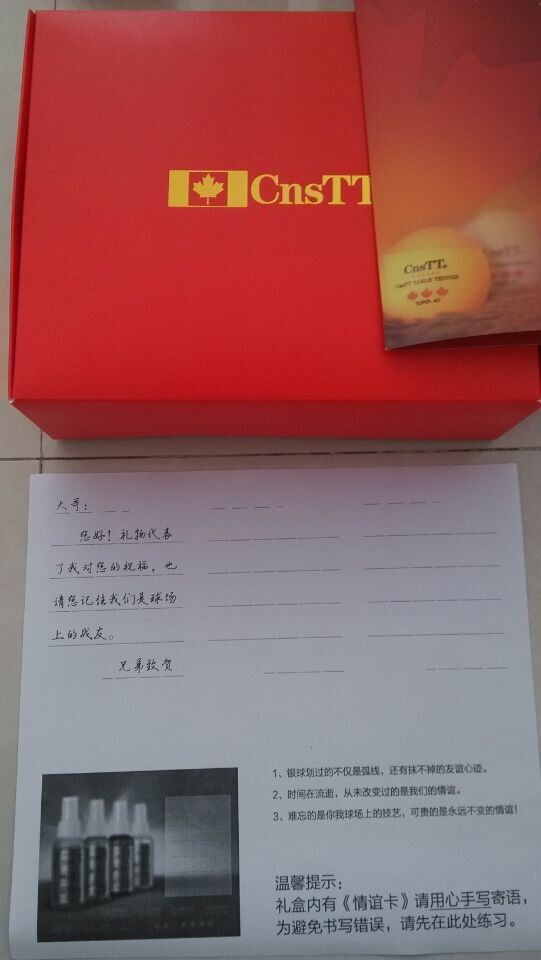 CnsTT
CnsTT.
CnsTT TABLE TENNIS
SUPER 40
大哥：
您好！礼物代表
了我对您的祝福，也
请您记住我们是球场
上的战友。
兄弟致贺
1、银球划过的不仅是弧线，还有抹不掉的友谊心迹。
2、时间在流逝，从未改变过的是我们的情谊。
3、难忘的是你我球场上的技艺，可贵的是永远不变的情谊！
温馨提示：
礼盒内有《情谊卡》请用心手写寄语，
为避免书写错误，请先在此处练习。